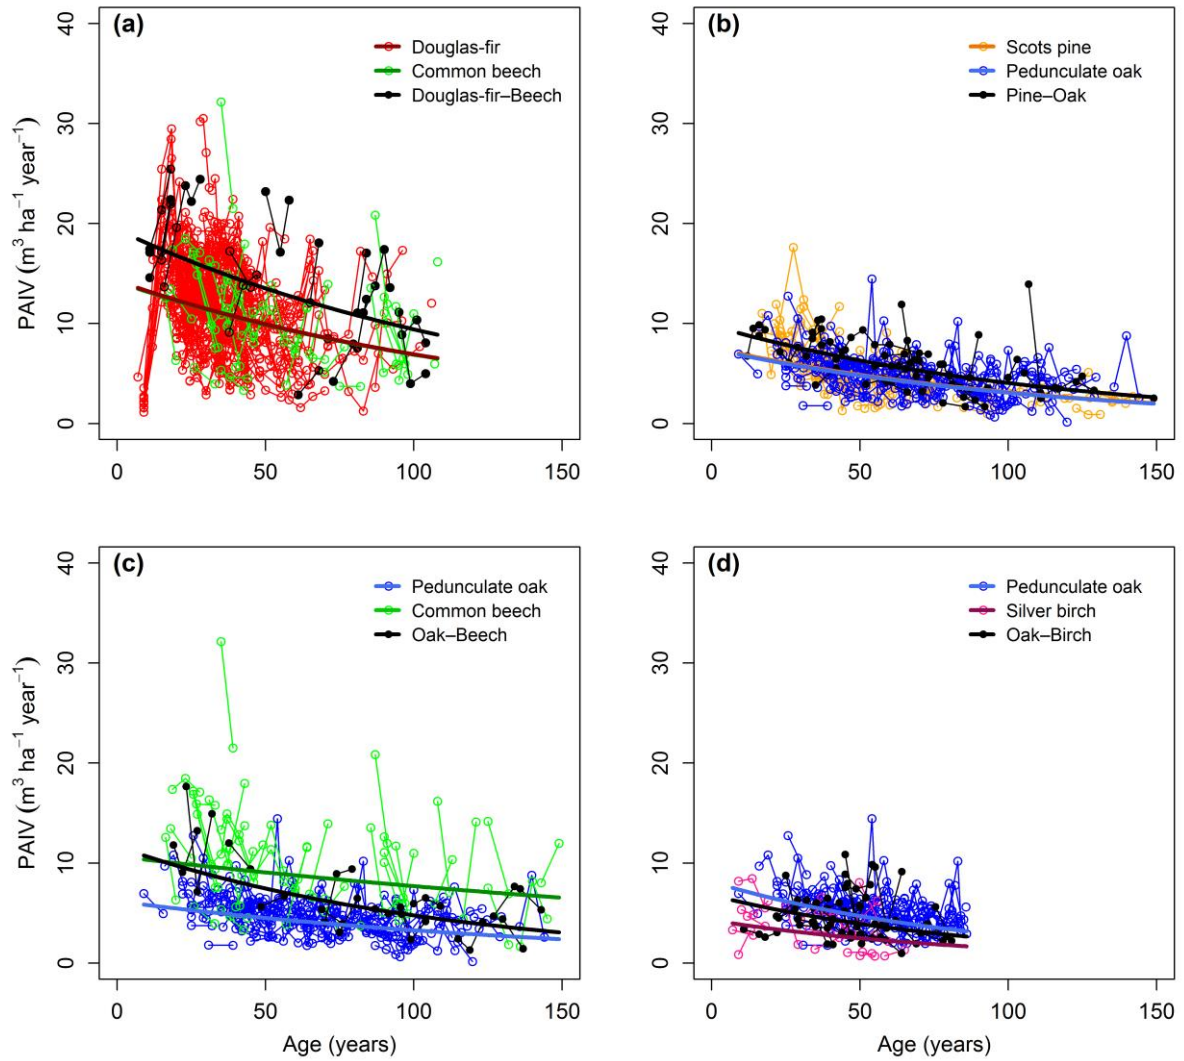 (a)
Douglas-fir
Common beech
Douglas-fir–Beech
PAIV (m³ ha⁻¹ year⁻¹)
40
30
20
10
0
0 50 100 150
(b)
Scots pine
Pedunculate oak
Pine–Oak
40
30
20
10
0
0 50 100 150
(c)
Pedunculate oak
Common beech
Oak–Beech
PAIV (m³ ha⁻¹ year⁻¹)
40
30
20
10
0
0 50 100 150
Age (years)
(d)
Pedunculate oak
Silver birch
Oak–Birch
40
30
20
10
0
0 50 100 150
Age (years)